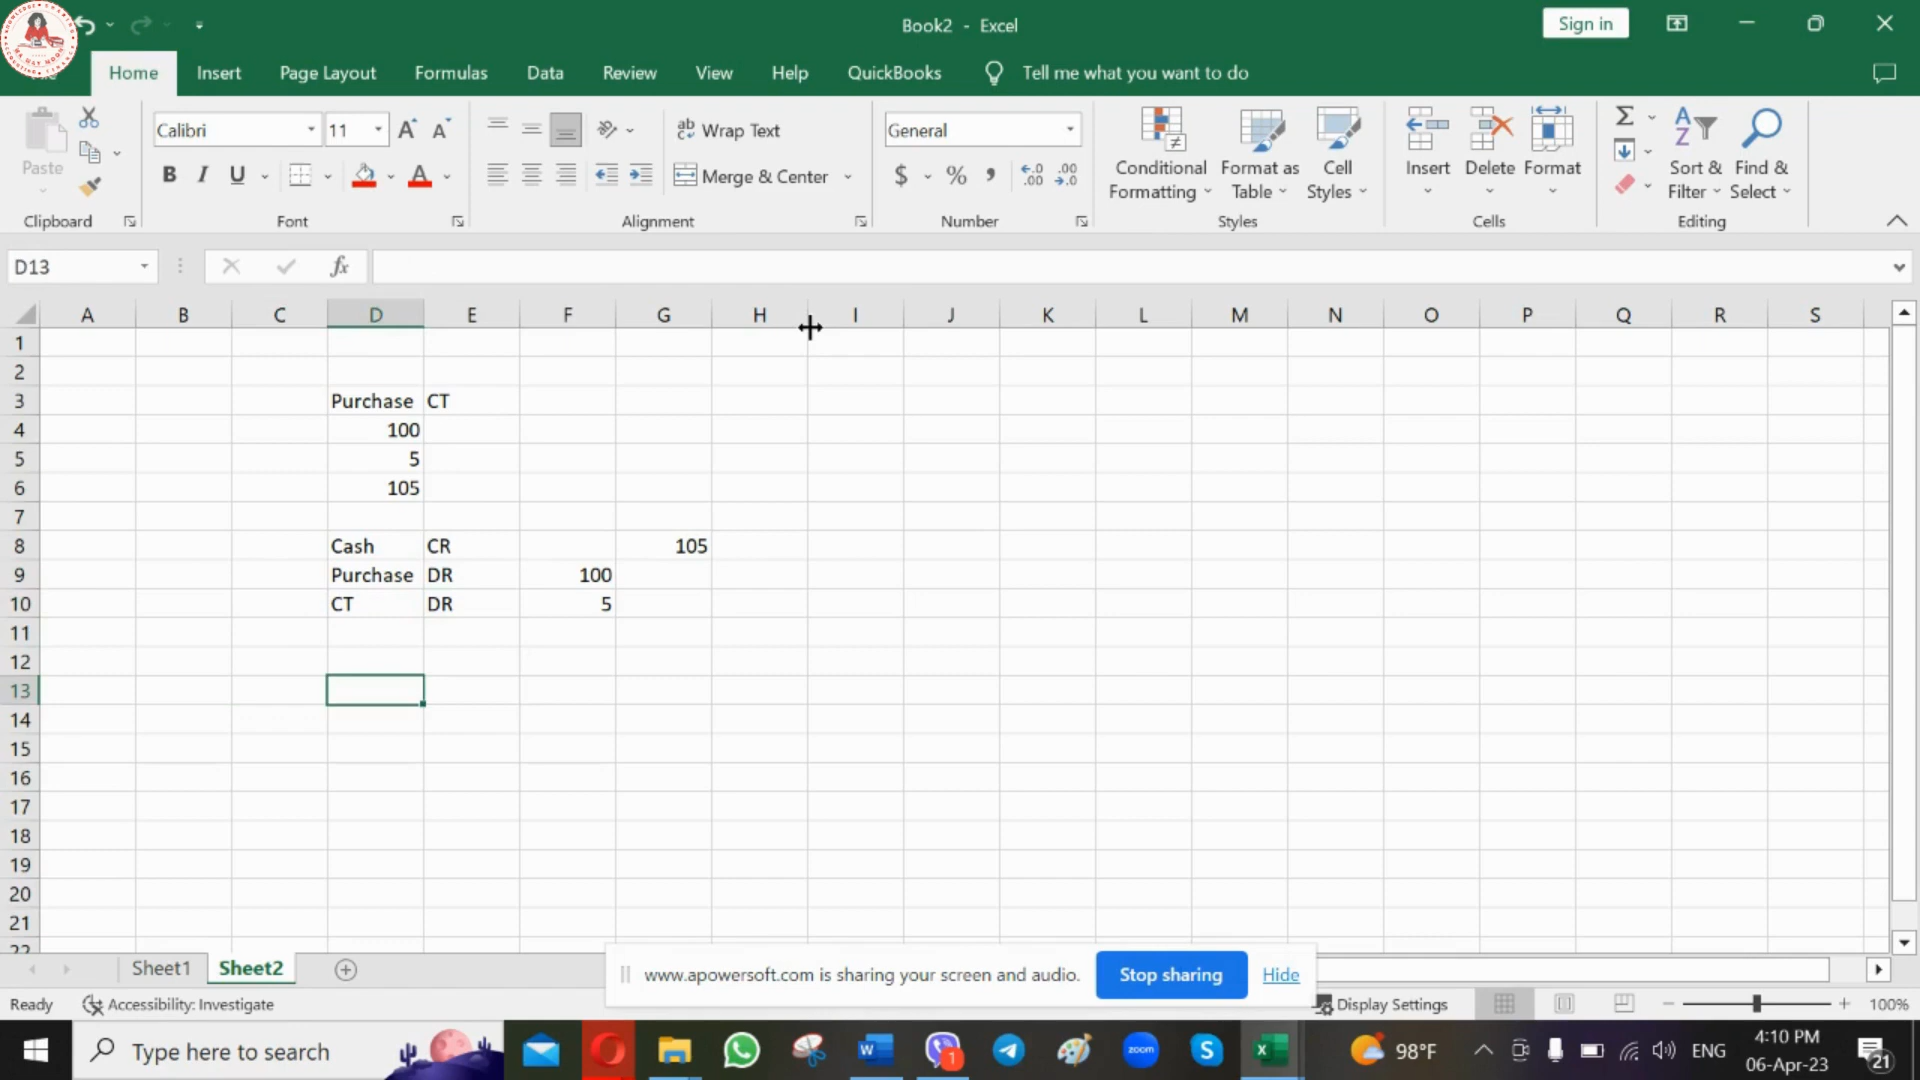 Book2 - Excel
Sign in
Home Insert Page Layout Formulas Data Review View Help QuickBooks Tell me what you want to do
Paste
Clipboard
Calibri 11
B I U
Font
Wrap Text
Merge & Center
Alignment
General
$ % ,
Number
Conditional Formatting
Format as Table
Cell Styles
Styles
Insert Delete Format
Cells
Sort & Filter
Find & Select
Editing
D13
fx
A B C D E F G H I J K L M N O P Q R S
1
2
3 Purchase CT
4 100
5 5
6 105
7
8 Cash CR 105
9 Purchase DR 100
10 CT DR 5
11
12
13
14
15
16
17
18
19
20
21
22
Sheet1 Sheet2
www.apowersoft.com is sharing your screen and audio. Stop sharing Hide
Ready Accessibility: Investigate Display Settings 100%
Type here to search
zoom
1
98°F
ENG
4:10 PM
06-Apr-23
21